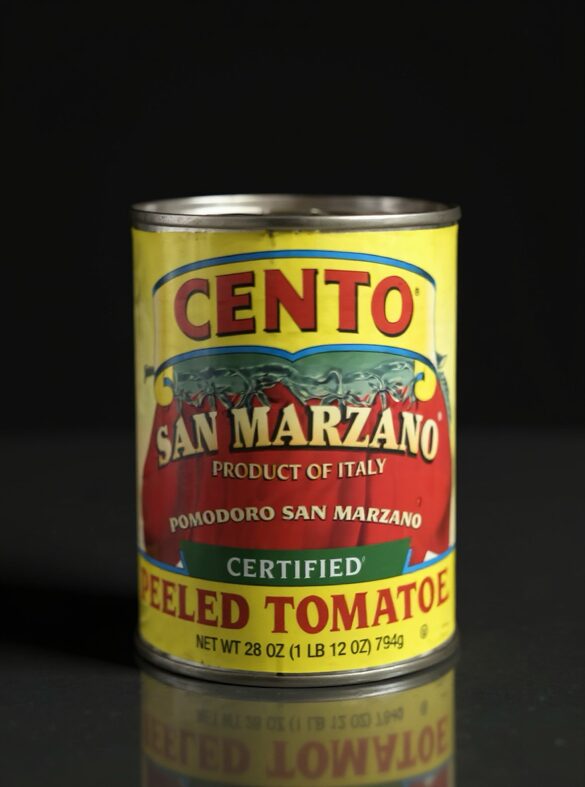 CENTO
SAN MARZANO
PRODUCT OF ITALY
POMODORO SAN MARZANO
CERTIFIED
PEELED TOMATOE
NET WT 28 OZ (1 LB 12 OZ) 794g